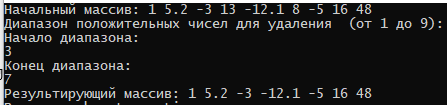 Начальный массив: 1 5.2 -3 13 -12.1 8 -5 16 48
Диапазон положительных чисел для удаления  (от 1 до 9):
Начало диапазона:
3
Конец диапазона:
7
Результирующий массив: 1 5.2 -3 -12.1 -5 16 48